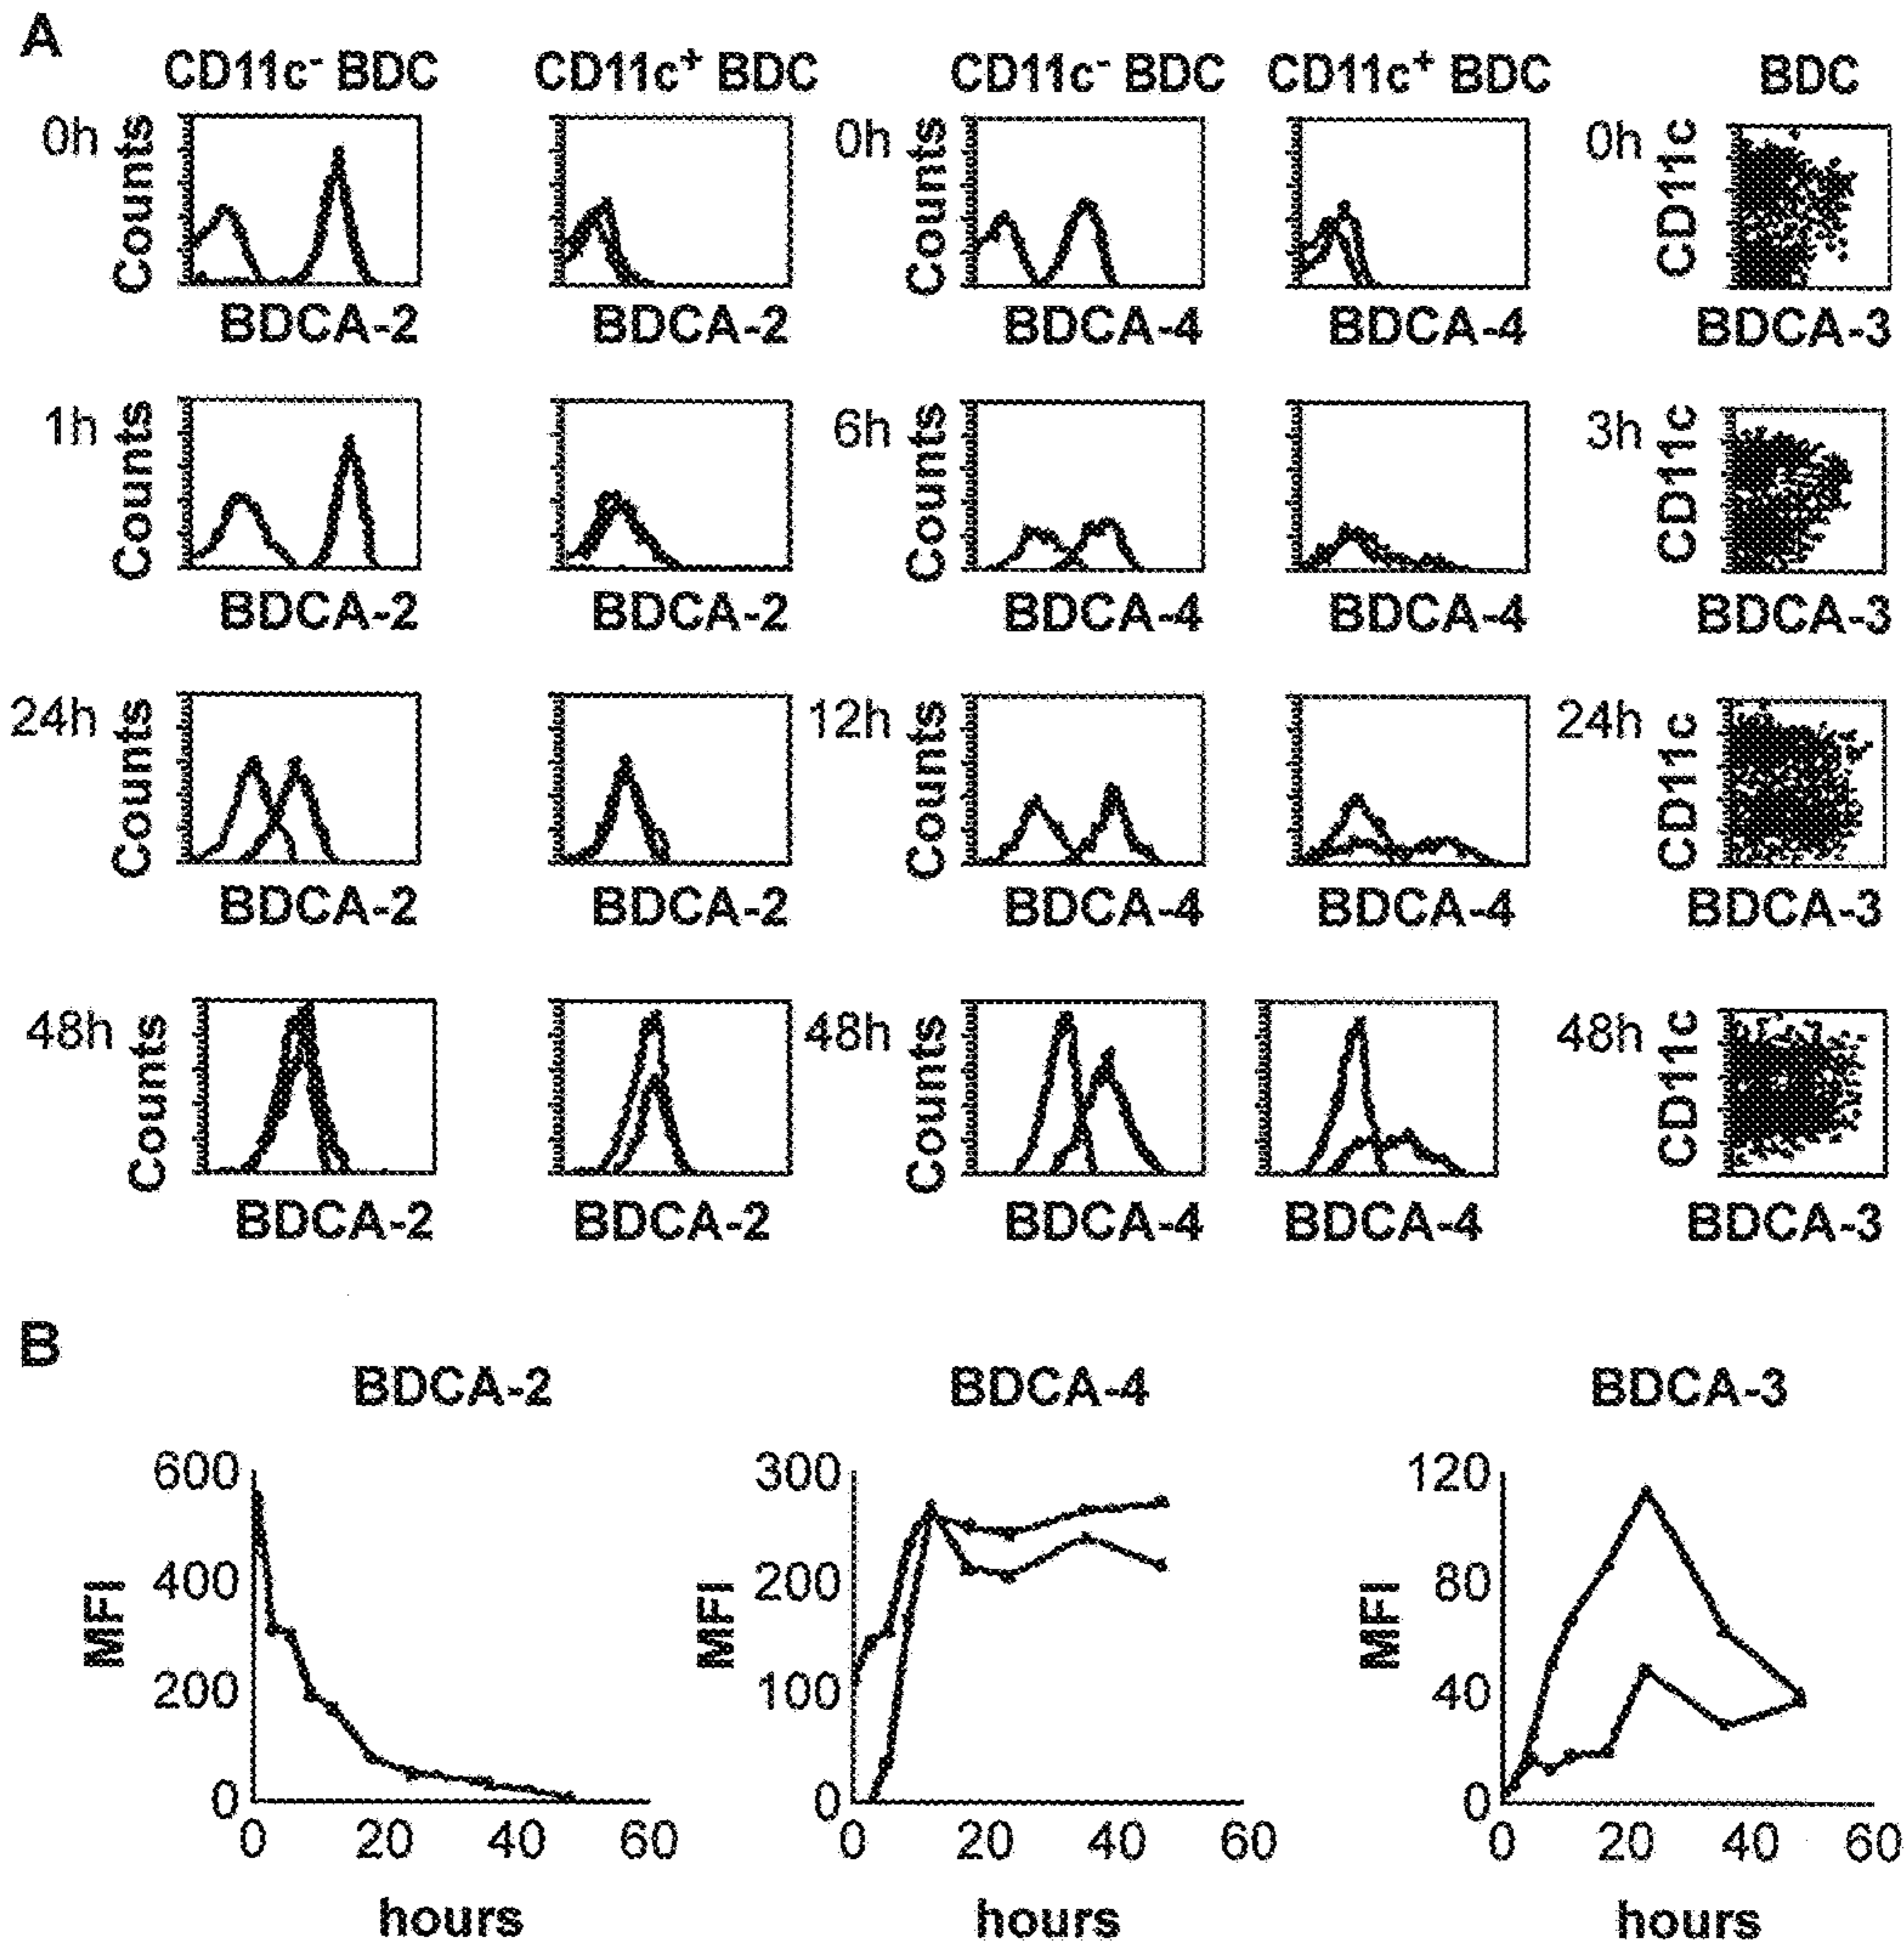 A
CD11c⁻ BDC CD11c⁺ BDC CD11c⁻ BDC CD11c⁺ BDC BDC
0h Counts 0h Counts 0h CD11c
BDCA-2 BDCA-2 BDCA-4 BDCA-4 BDCA-3
1h Counts 6h Counts 3h CD11c
BDCA-2 BDCA-2 BDCA-4 BDCA-4 BDCA-3
24h Counts 12h Counts 24h CD11c
BDCA-2 BDCA-2 BDCA-4 BDCA-4 BDCA-3
48h Counts 48h Counts 48h CD11c
BDCA-2 BDCA-2 BDCA-4 BDCA-4 BDCA-3
B
BDCA-2
MFI
600
400
200
0
0 20 40 60
hours
BDCA-4
MFI
300
200
100
0
0 20 40 60
hours
BDCA-3
MFI
120
80
40
0
0 20 40 60
hours